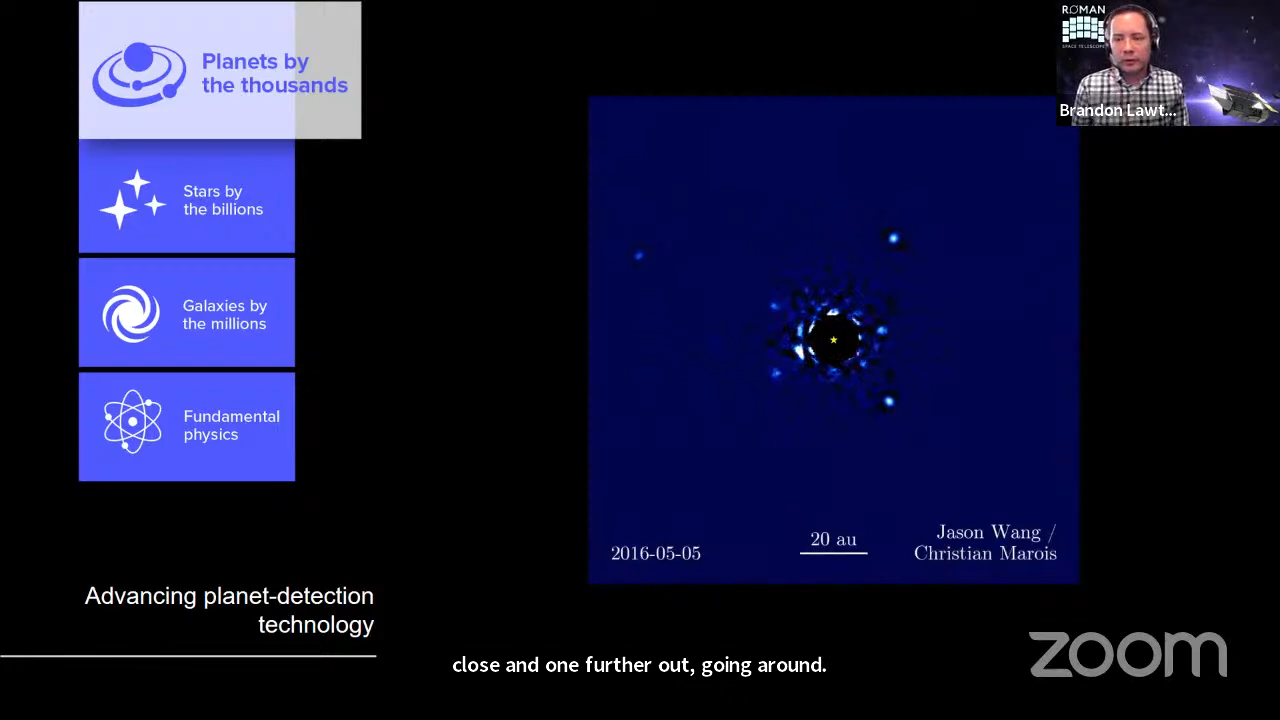 Planets by
the thousands
Stars by
the billions
Galaxies by
the millions
Fundamental
physics
Advancing planet-detection
technology
2016-05-05
20 au
Jason Wang /
Christian Marois
ROMAN
SPACE TELESCOPE
Brandon Lawt...
close and one further out, going around.
zoom